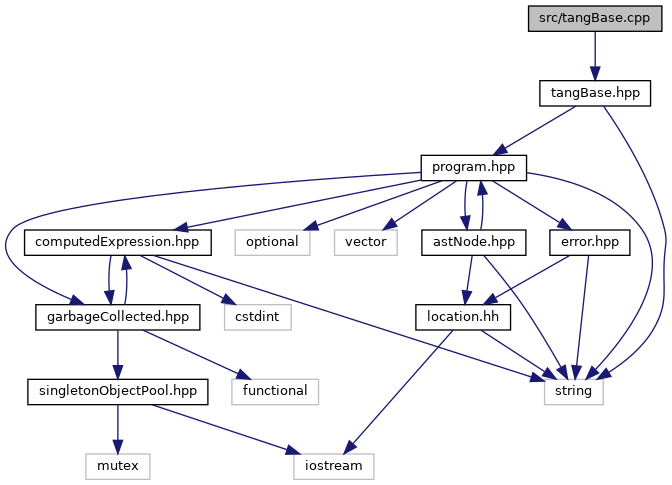 src/tangBase.cpp
tangBase.hpp
program.hpp
computedExpression.hpp
optional
vector
astNode.hpp
error.hpp
garbageCollected.hpp
cstdint
location.hh
singletonObjectPool.hpp
functional
string
mutex
iostream